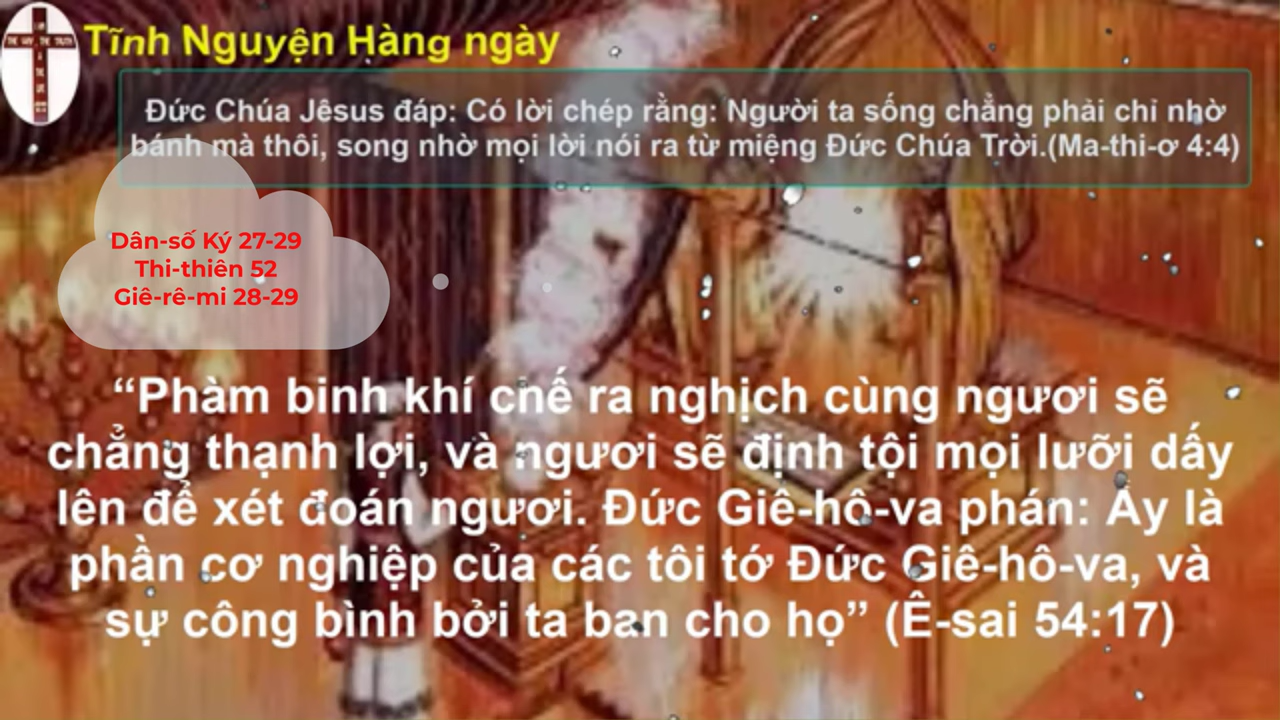 Tĩnh Nguyện Hàng ngày
Đức Chúa Jêsus đáp: Có lời chép rằng: Người ta sống chẳng phải chỉ nhờ
bánh mà thôi, song nhờ mọi lời nói ra từ miệng Đức Chúa Trời.(Ma-thi-ơ 4:4)
Dân-số Ký 27-29
Thi-thiên 52
Giê-rê-mi 28-29
“Phàm binh khí chế ra nghịch cùng ngươi sẽ
chẳng thạnh lợi, và ngươi sẽ định tội mọi lưỡi dấy
lên để xét đoán ngươi. Đức Giê-hô-va phán: Ấy là
phần cơ nghiệp của các tôi tớ Đức Giê-hô-va, và
sự công bình bởi ta ban cho họ” (Ê-sai 54:17)